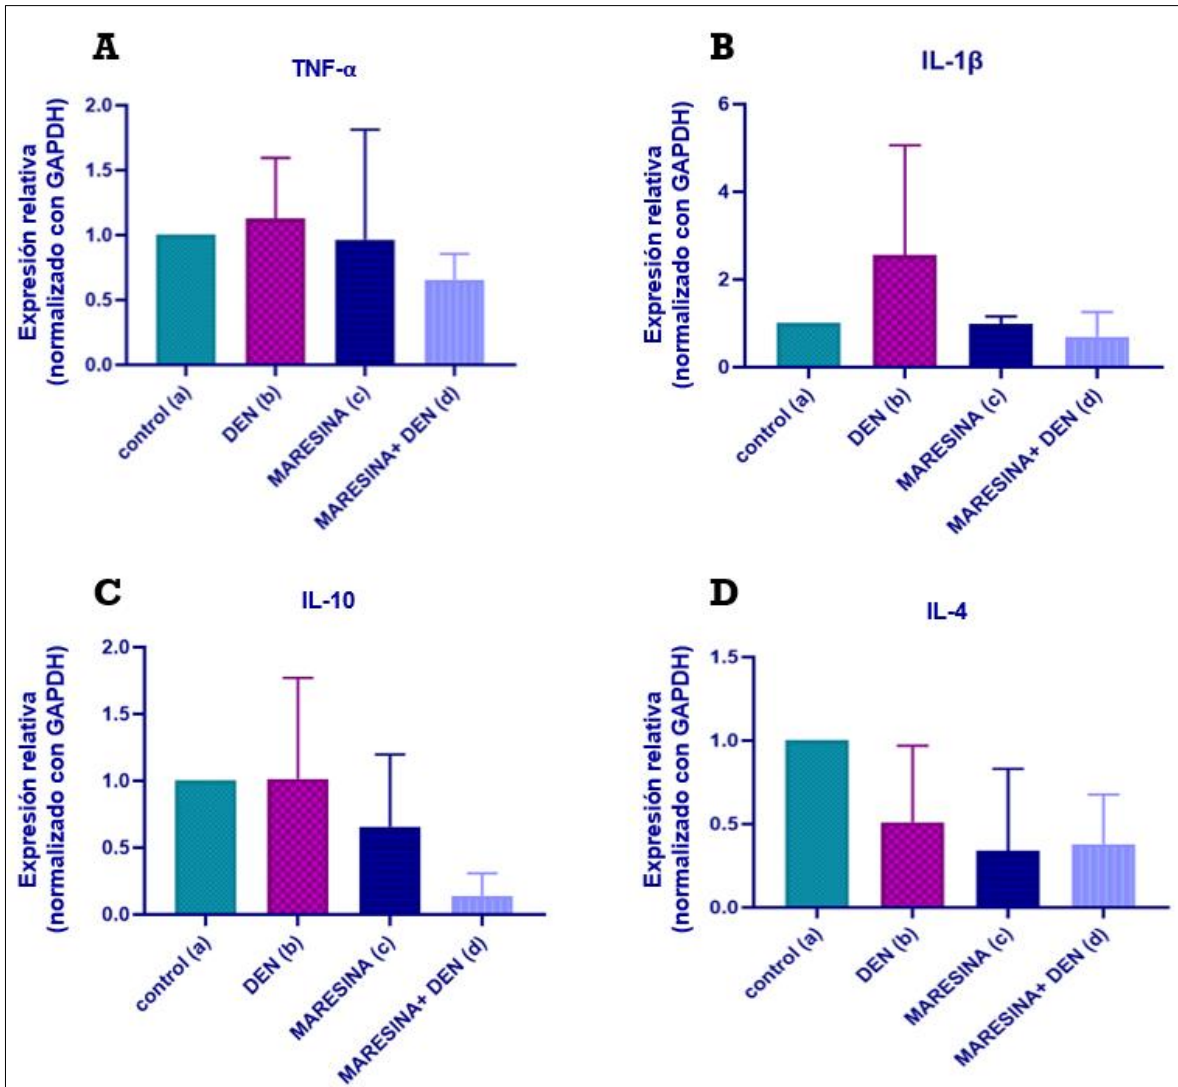 A
TNF-α
Expresión relativa
(normalizado con GAPDH)
2.0
1.5
1.0
0.5
0.0
control (a)
DEN (b)
MARESINA (c)
MARESINA+ DEN (d)
B
IL-1β
Expresión relativa
(normalizado con GAPDH)
6
4
2
0
control (a)
DEN (b)
MARESINA (c)
MARESINA+ DEN (d)
C
IL-10
Expresión relativa
(normalizado con GAPDH)
2.0
1.5
1.0
0.5
0.0
control (a)
DEN (b)
MARESINA (c)
MARESINA+ DEN (d)
D
IL-4
Expresión relativa
(normalizado con GAPDH)
1.5
1.0
0.5
0.0
control (a)
DEN (b)
MARESINA (c)
MARESINA+ DEN (d)